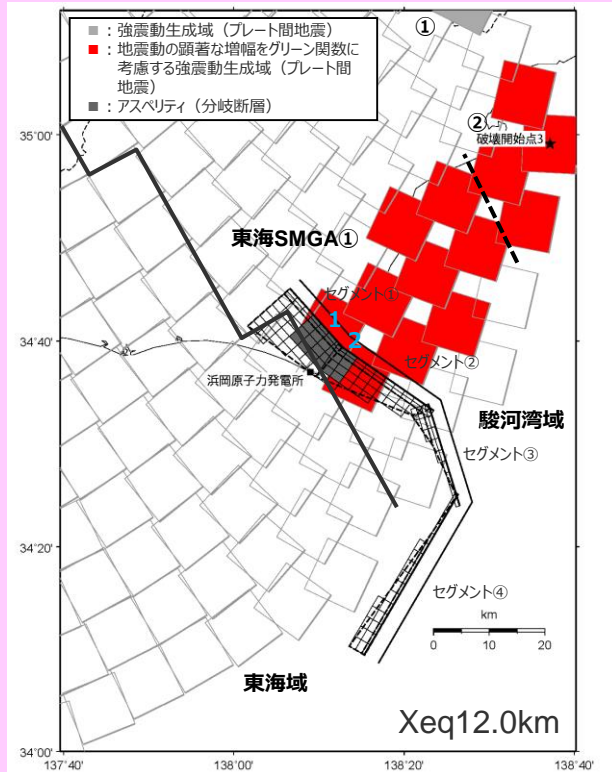 ■：強震動生成域（プレート間地震）
■：地震動の顕著な増幅をグリーン関数に
考慮する強震動生成域（プレート間
地震）
■：アスペリティ（分岐断層）
①
②
破壊開始点3
東海SMGA①
セグメント①
1
2
セグメント②
浜岡原子力発電所
駿河湾域
セグメント③
セグメント④
km
0 10 20
東海域
Xeq12.0km
35°00'
34°40'
34°20'
34°00'
137°40' 138°00' 138°20' 138°40'